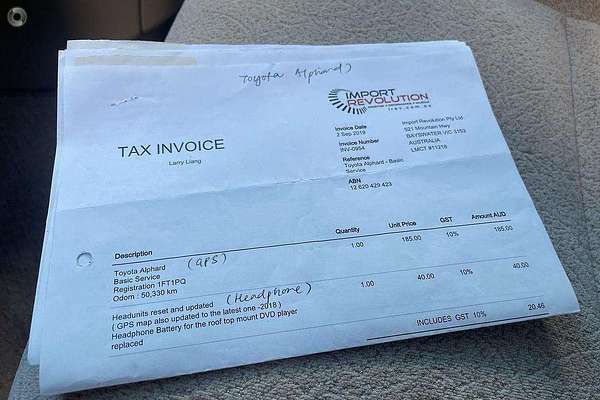 Toyota Alphard)
IMPORT
REVOLUTION
TAX INVOICE
Larry Liang
Invoice Date
2 Sep 2019
Invoice Number
INV-0954
Reference
Toyota Alphard - Basic
Service
ABN
12 620 429 423
Import Revolution Pty Ltd
921 Mountain Hwy
BAYSWATER VIC 3153
AUSTRALIA
LMCT #11218
Description Quantity Unit Price GST Amount AUD
Toyota Alphard (GPS) 1.00 185.00 10% 185.00
Basic Service
Registration 1FT1PQ
Odom : 50,330 km
Headunits reset and updated (Headphone) 1.00 40.00 10% 40.00
( GPS map also updated to the latest one -2018 )
Headphone Battery for the roof top mount DVD player
replaced
INCLUDES GST 10% 20.46